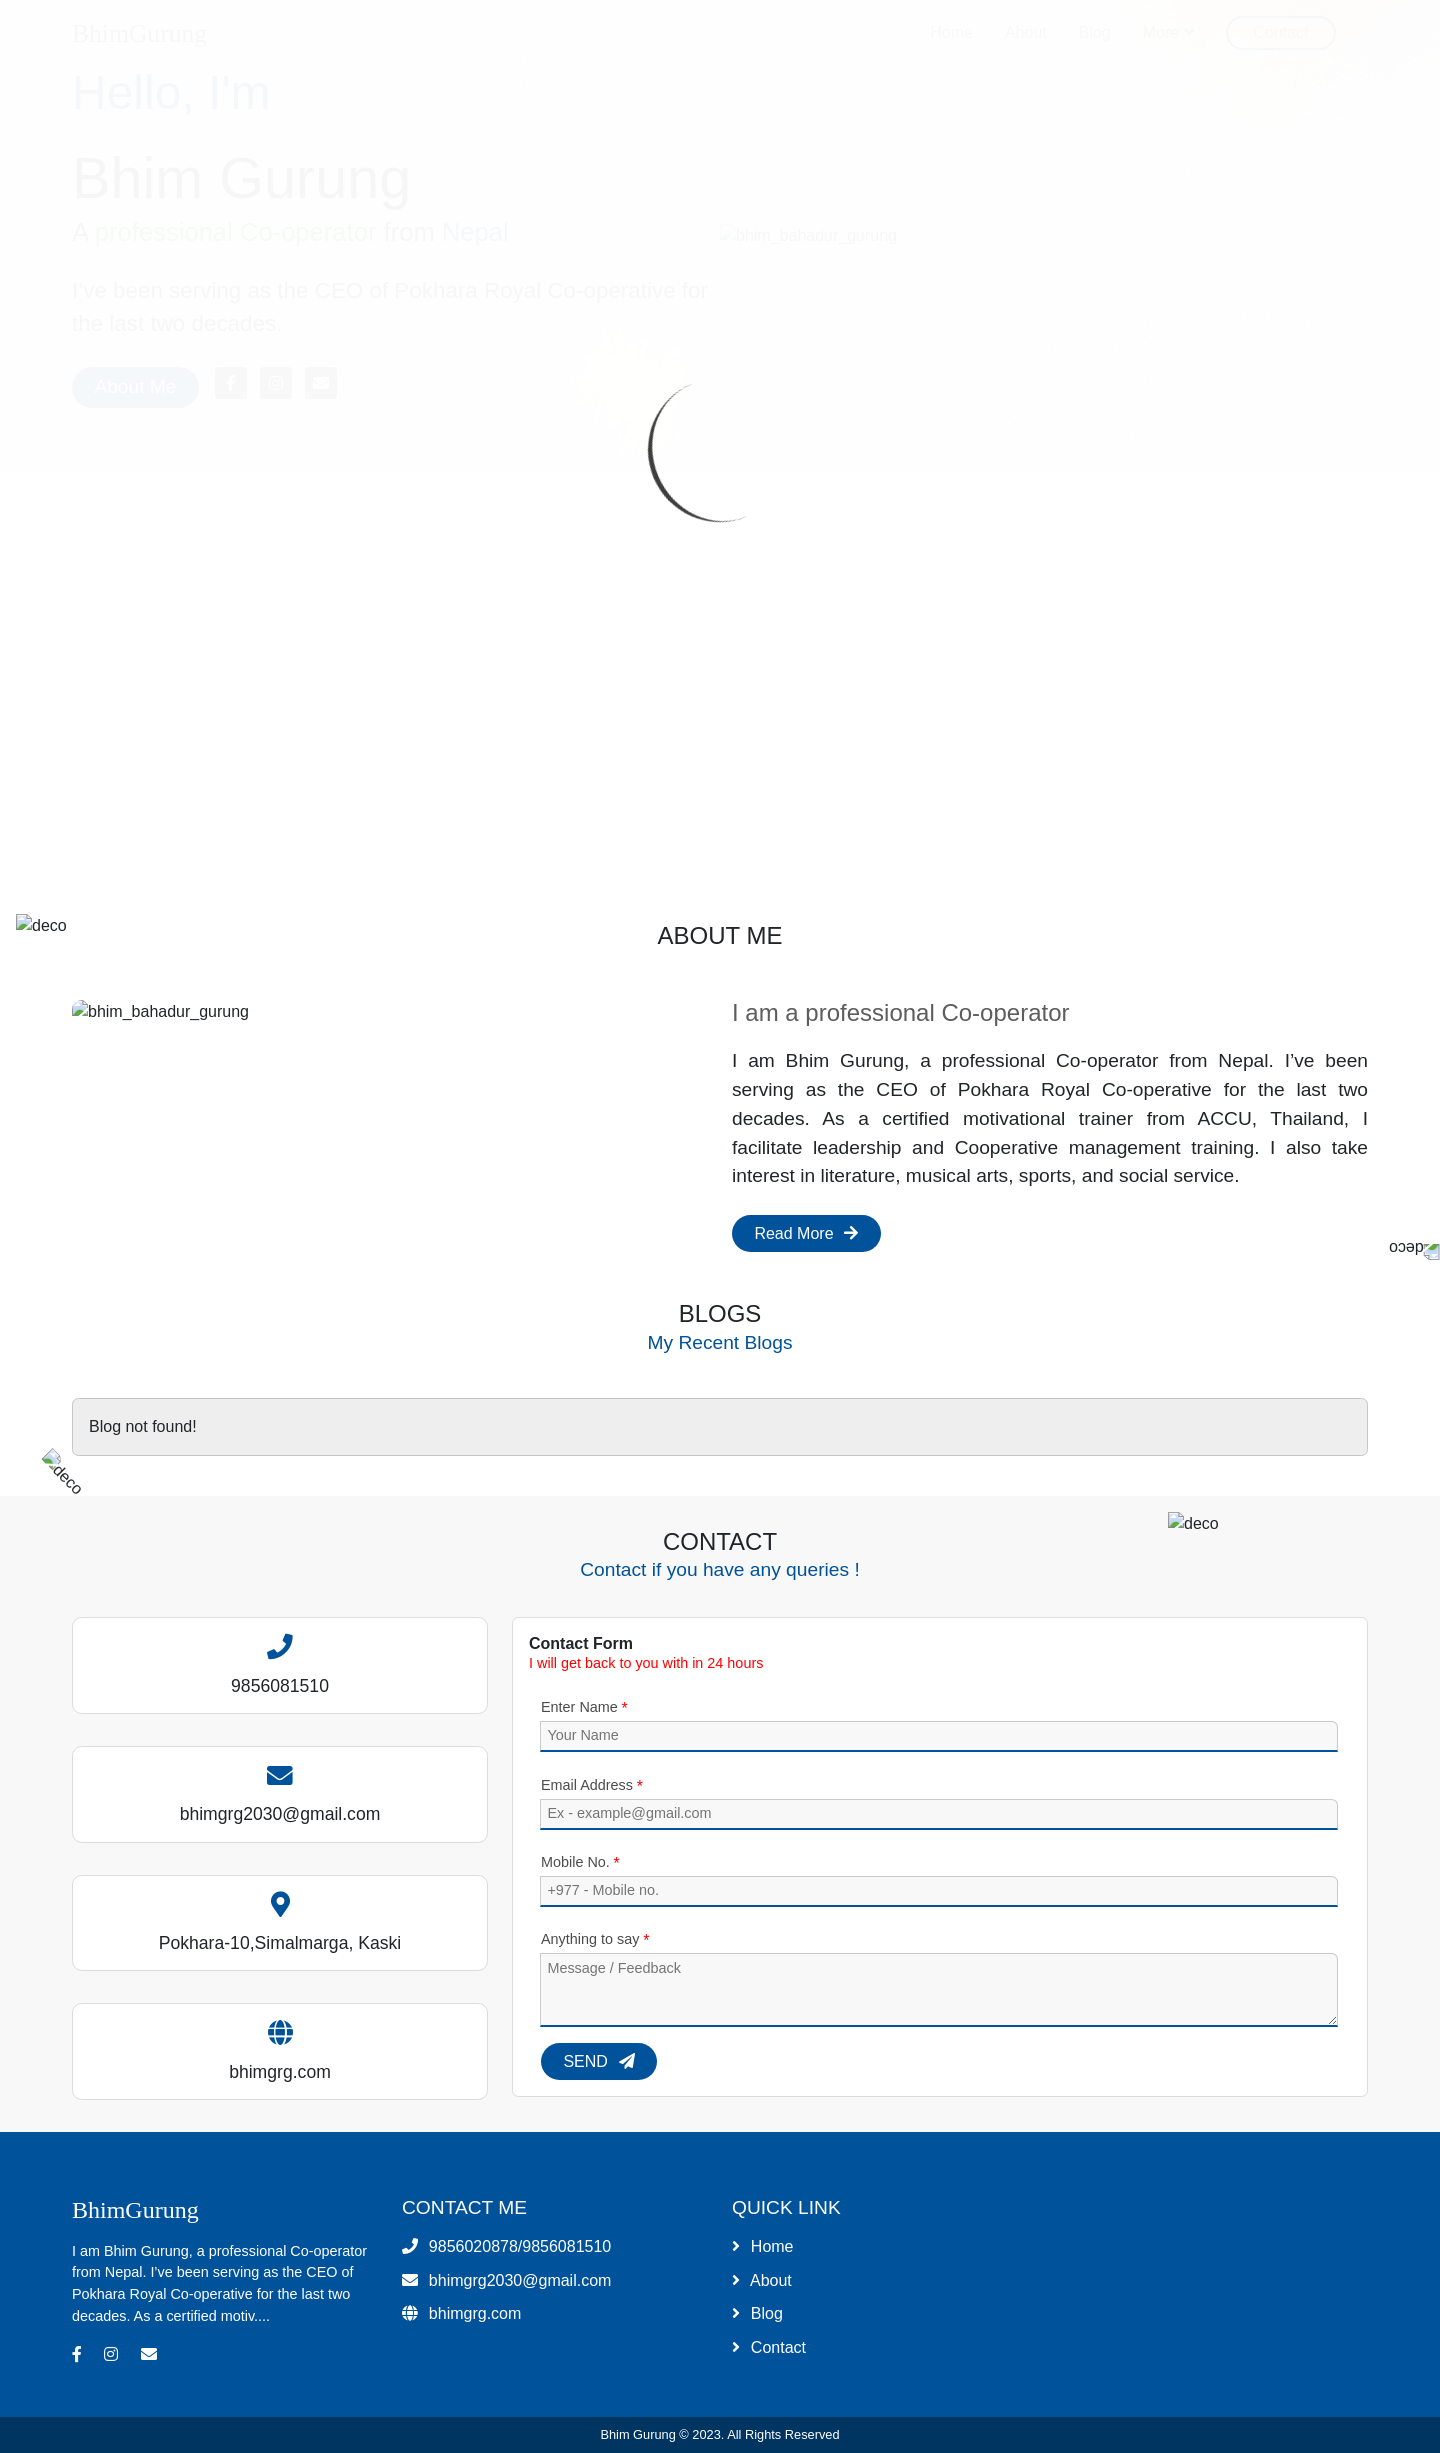 BhimGurung
Home About Blog More Contact
Hello, I'm
Bhim Gurung
A professional Co-operator from Nepal
bhim_bahadur_gurung
I've been serving as the CEO of Pokhara Royal Co-operative for
the last two decades.
About Me
deco
ABOUT ME
bhim_bahadur_gurung
I am a professional Co-operator
I am Bhim Gurung, a professional Co-operator from Nepal. I’ve been
serving as the CEO of Pokhara Royal Co-operative for the last two
decades. As a certified motivational trainer from ACCU, Thailand, I
facilitate leadership and Cooperative management training. I also take
interest in literature, musical arts, sports, and social service.
Read More
deco
BLOGS
My Recent Blogs
Blog not found!
deco
deco
CONTACT
Contact if you have any queries !
9856081510
bhimgrg2030@gmail.com
Pokhara-10,Simalmarga, Kaski
bhimgrg.com
Contact Form
I will get back to you with in 24 hours
Enter Name *
Your Name
Email Address *
Ex - example@gmail.com
Mobile No. *
+977 - Mobile no.
Anything to say *
Message / Feedback
SEND
BhimGurung
I am Bhim Gurung, a professional Co-operator
from Nepal. I’ve been serving as the CEO of
Pokhara Royal Co-operative for the last two
decades. As a certified motiv....
CONTACT ME
9856020878/9856081510
bhimgrg2030@gmail.com
bhimgrg.com
QUICK LINK
Home
About
Blog
Contact
Bhim Gurung © 2023. All Rights Reserved